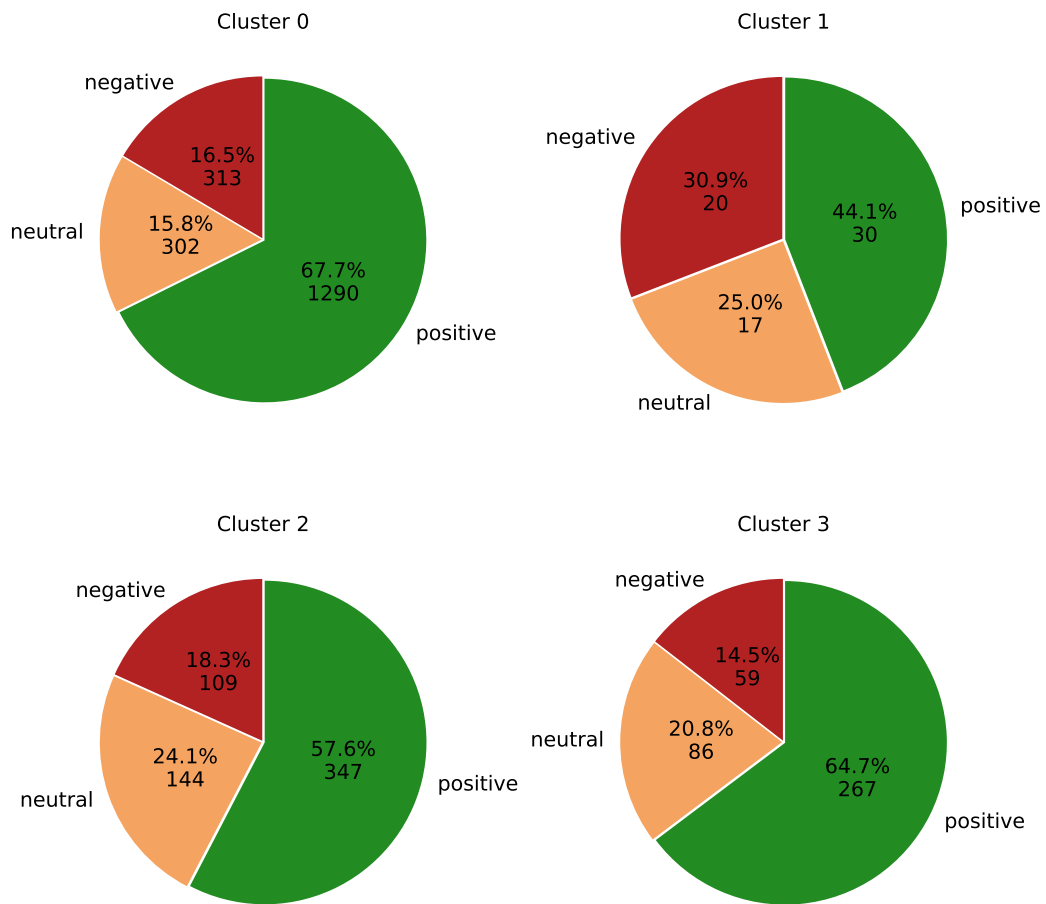 Cluster 0
negative
16.5%
313
neutral
15.8%
302
67.7%
1290
positive
Cluster 1
negative
30.9%
20
44.1%
30
positive
25.0%
17
neutral
Cluster 2
negative
18.3%
109
24.1%
144
neutral
57.6%
347
positive
Cluster 3
negative
14.5%
59
neutral
20.8%
86
64.7%
267
positive